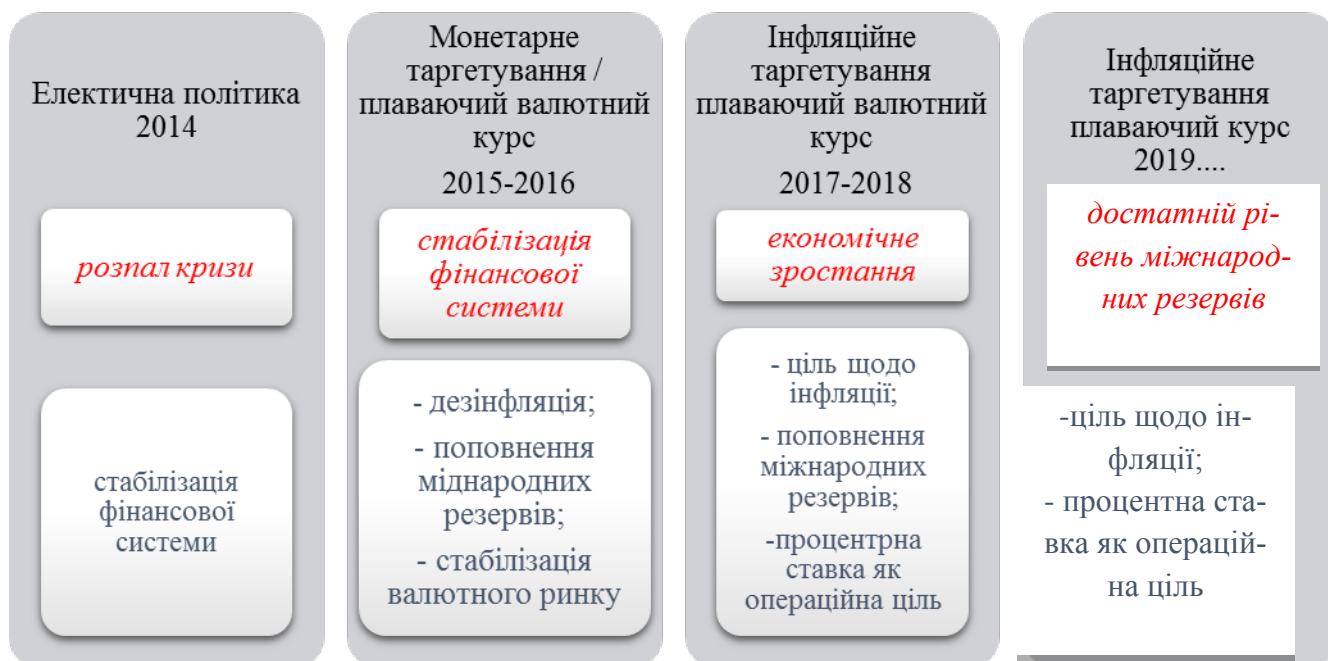 Електична політика
2014
розпал кризи
стабілізація
фінансової
системи
Монетарне
таргетування /
плаваючий валютний
курс
2015-2016
стабілізація
фінансової
системи
- дезінфляція;
- поповнення
міднародних
резервів;
- стабілізація
валютного ринку
Інфляційне
таргетування
плаваючий валютний
курс
2017-2018
економічне
зростання
- ціль щодо
інфляції;
- поповнення
міжнародних
резервів;
-процентрна
ставка як
операційна ціль
Інфляційне
таргетування
плаваючий курс
2019....
достатній рі-
вень міжнарод-
них резервів
-ціль щодо ін-
фляції;
- процентна ста-
вка як операцій-
на ціль